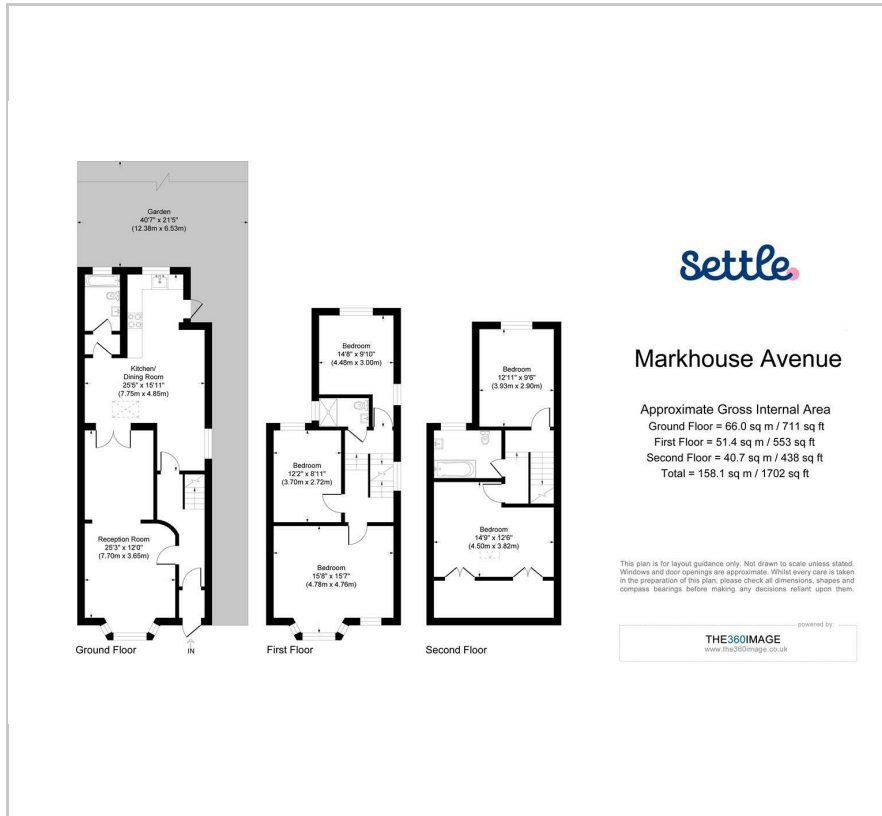 Garden
40'7" x 21'5"
(12.38m x 6.53m)
Kitchen/
Dining Room
25'5" x 15'11"
(7.75m x 4.85m)
Reception Room
25'3" x 12'0"
(7.70m x 3.65m)
Ground Floor
IN
Bedroom
14'8" x 9'10"
(4.48m x 3.00m)
Bedroom
12'2" x 8'11"
(3.70m x 2.72m)
Bedroom
15'8" x 15'7"
(4.78m x 4.76m)
First Floor
Bedroom
12'11" x 9'6"
(3.93m x 2.90m)
Bedroom
14'9" x 12'6"
(4.50m x 3.82m)
Second Floor
Settle
Markhouse Avenue
Approximate Gross Internal Area
Ground Floor = 66.0 sq m / 711 sq ft
First Floor = 51.4 sq m / 553 sq ft
Second Floor = 40.7 sq m / 438 sq ft
Total = 158.1 sq m / 1702 sq ft
This plan is for layout guidance only. Not drawn to scale unless stated.
Windows and door openings are approximate. Whilst every care is taken
in the preparation of this plan, please check all dimensions, shapes and
compass bearings before making any decisions reliant upon them.
powered by:
THE360IMAGE
www.the360image.co.uk